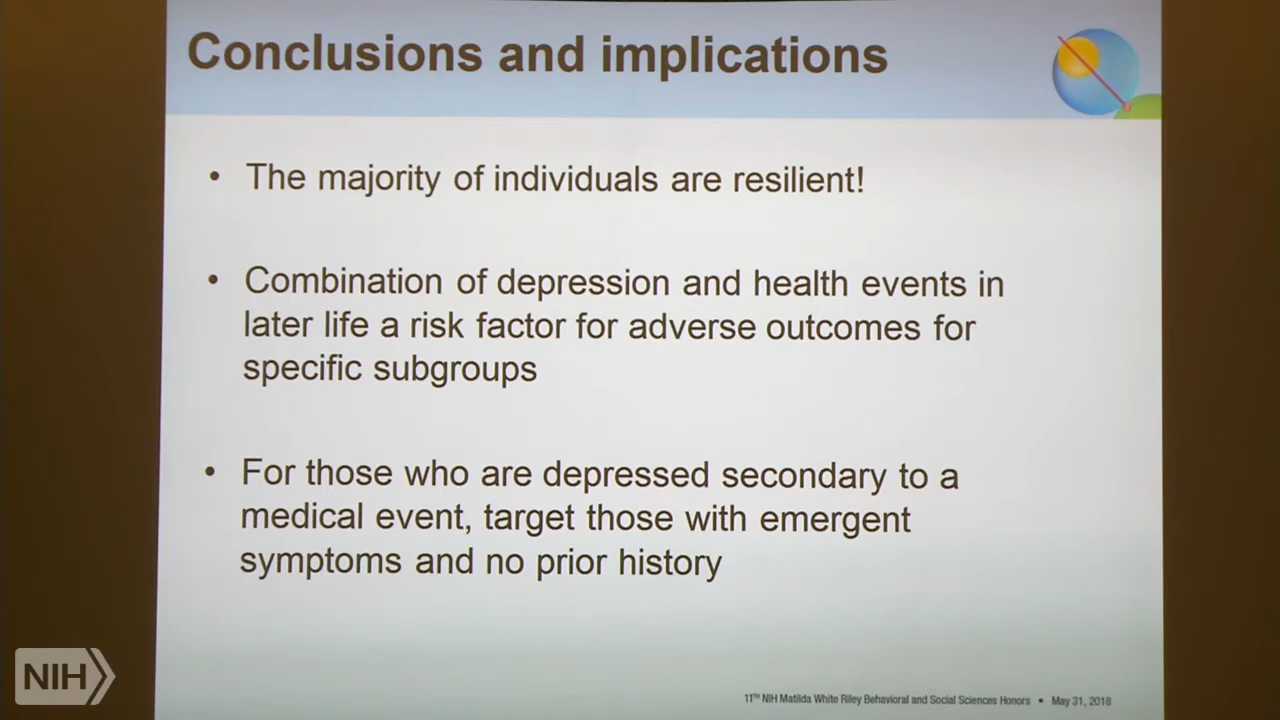 Conclusions and implications
• The majority of individuals are resilient!
• Combination of depression and health events in
later life a risk factor for adverse outcomes for
specific subgroups
• For those who are depressed secondary to a
medical event, target those with emergent
symptoms and no prior history
NIH
11TH NIH Matilda White Riley Behavioral and Social Sciences Honors • May 31, 2018